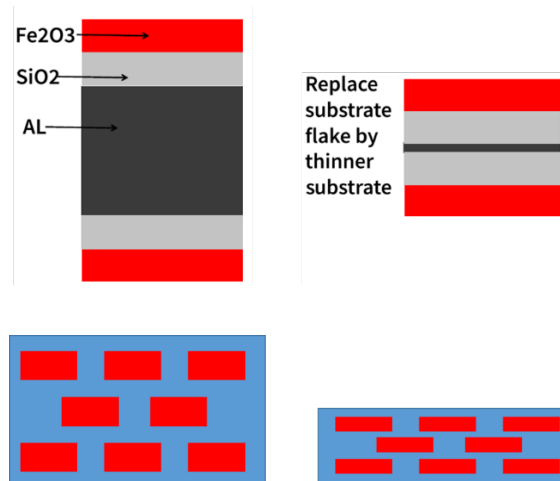 Fe2O3
SiO2
AL
Replace
substrate
flake by
thinner
substrate